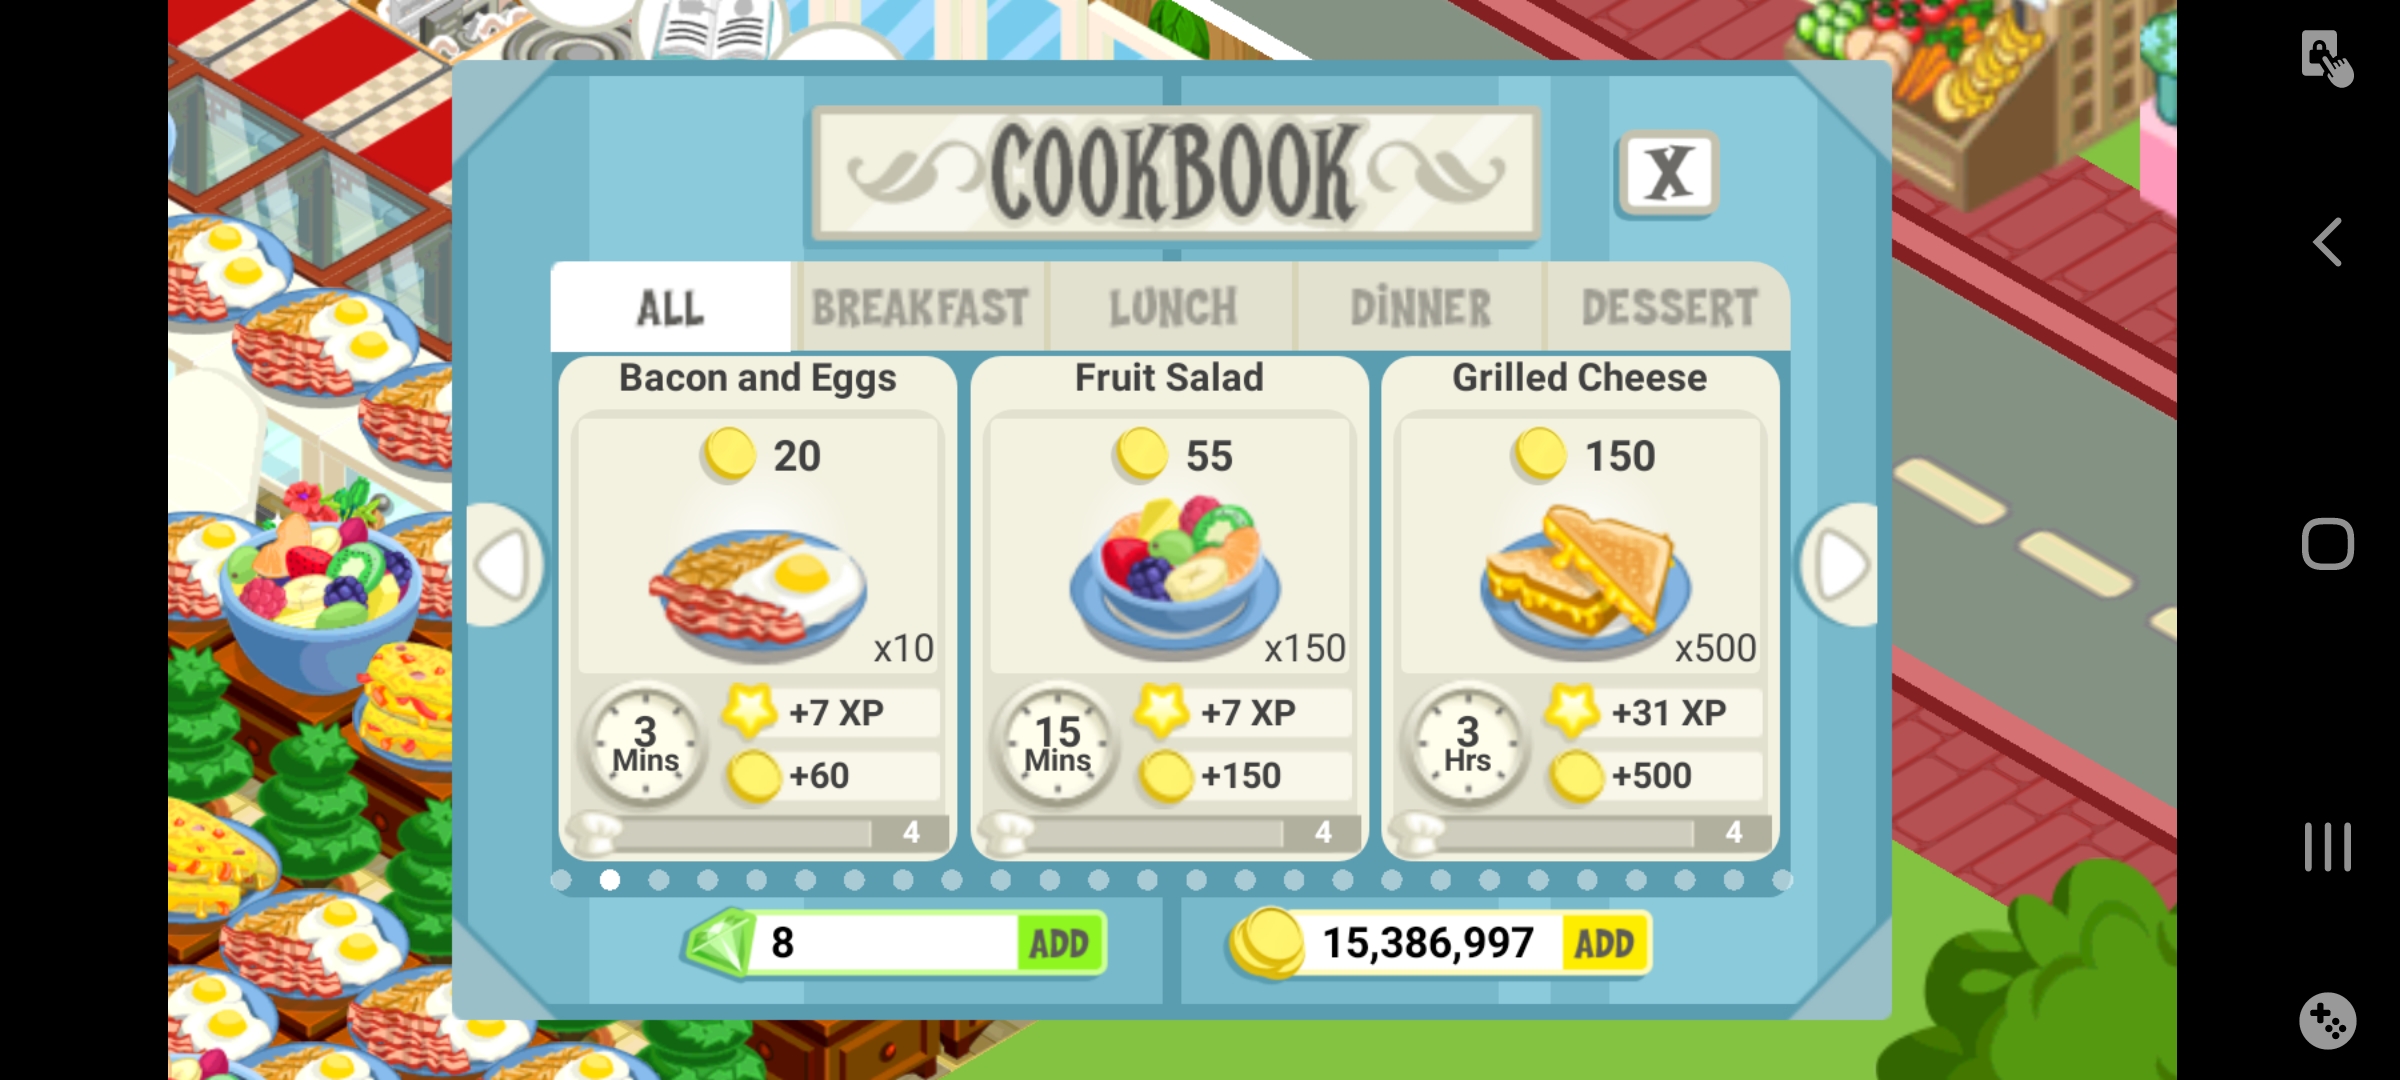 COOKBOOK
X
ALL
BREAKFAST
LUNCH
DINNER
DESSERT
Bacon and Eggs
20
x10
3
Mins
+7 XP
+60
4
Fruit Salad
55
x150
15
Mins
+7 XP
+150
4
Grilled Cheese
150
x500
3
Hrs
+31 XP
+500
4
8
ADD
15,386,997
ADD